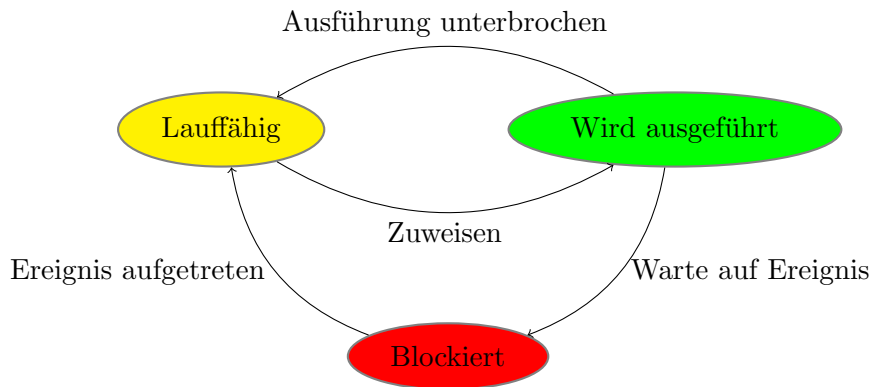 Ausführung unterbrochen
Lauffähig
Wird ausgeführt
Zuweisen
Ereignis aufgetreten
Warte auf Ereignis
Blockiert